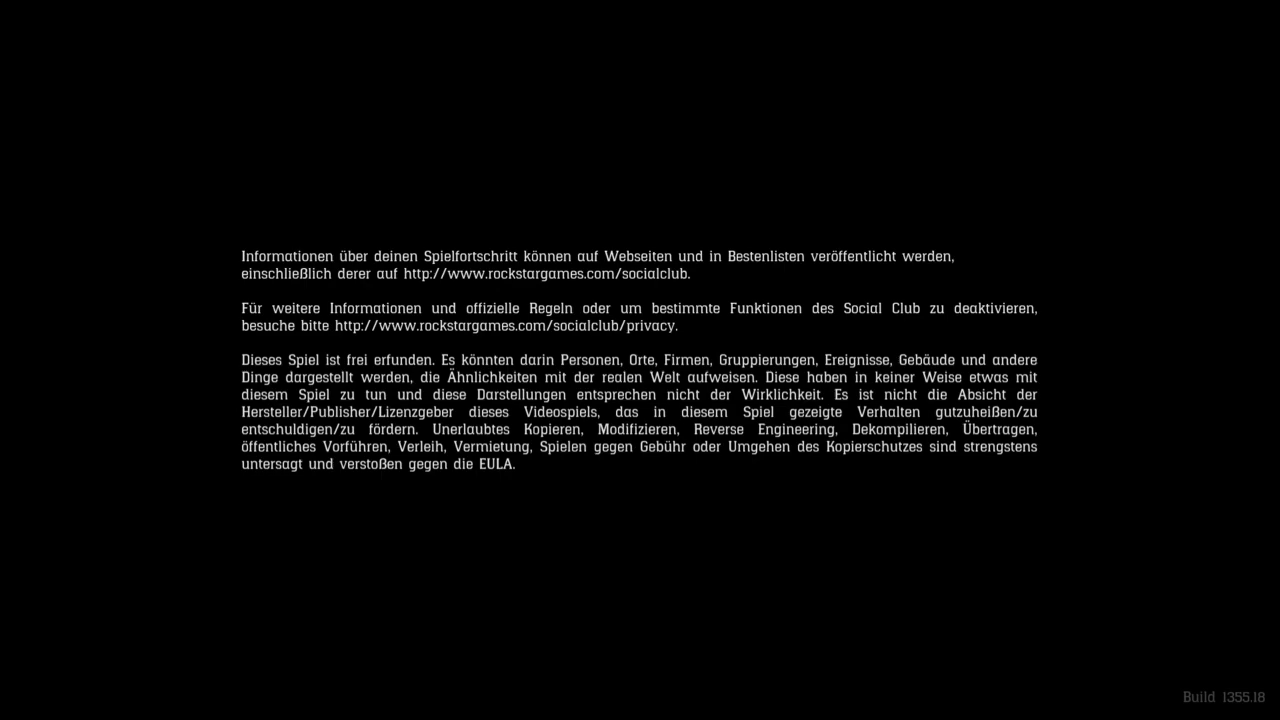 Informationen über deinen Spielfortschritt können auf Webseiten und in Bestenlisten veröffentlicht werden,
einschließlich derer auf http://www.rockstargames.com/socialclub.
Für weitere Informationen und offizielle Regeln oder um bestimmte Funktionen des Social Club zu deaktivieren,
besuche bitte http://www.rockstargames.com/socialclub/privacy.
Dieses Spiel ist frei erfunden. Es könnten darin Personen, Orte, Firmen, Gruppierungen, Ereignisse, Gebäude und andere
Dinge dargestellt werden, die Ähnlichkeiten mit der realen Welt aufweisen. Diese haben in keiner Weise etwas mit
diesem Spiel zu tun und diese Darstellungen entsprechen nicht der Wirklichkeit. Es ist nicht die Absicht der
Hersteller/Publisher/Lizenzgeber dieses Videospiels, das in diesem Spiel gezeigte Verhalten gutzuheißen/zu
entschuldigen/zu fördern. Unerlaubtes Kopieren, Modifizieren, Reverse Engineering, Dekompilieren, Übertragen,
öffentliches Vorführen, Verleih, Vermietung, Spielen gegen Gebühr oder Umgehen des Kopierschutzes sind strengstens
untersagt und verstoßen gegen die EULA.
Build 1355.18